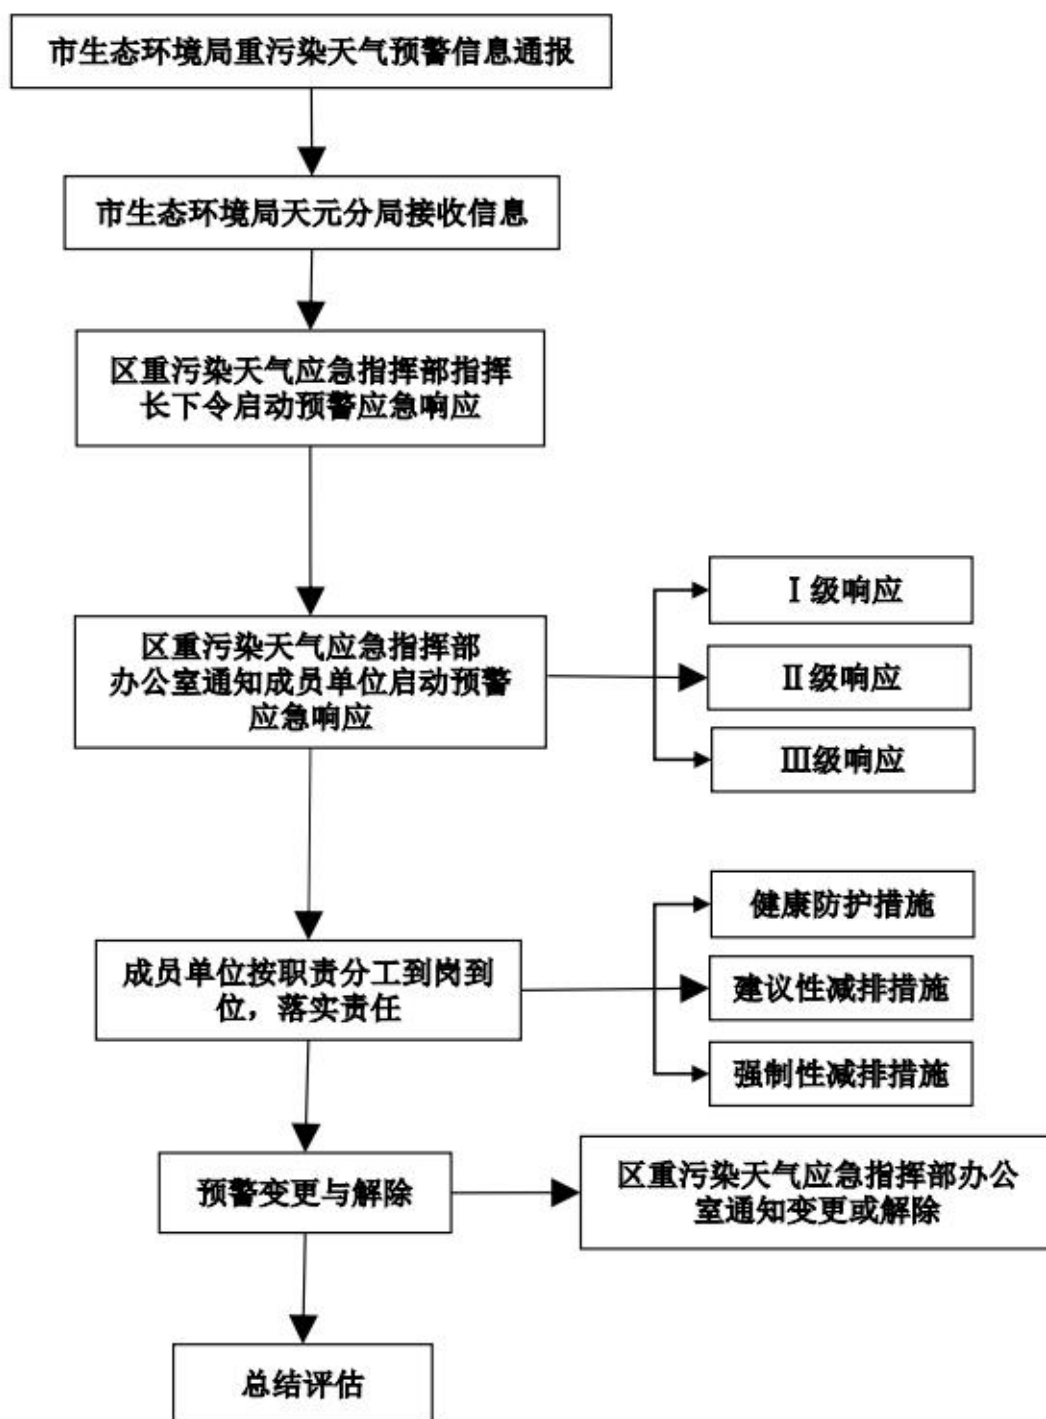 市生态环境局重污染天气预警信息通报
市生态环境局天元分局接收信息
区重污染天气应急指挥部指挥
长下令启动预警应急响应
区重污染天气应急指挥部
办公室通知成员单位启动预警
应急响应
Ⅰ级响应
Ⅱ级响应
Ⅲ级响应
成员单位按职责分工到岗到
位，落实责任
健康防护措施
建议性减排措施
强制性减排措施
预警变更与解除
区重污染天气应急指挥部办公
室通知变更或解除
总结评估